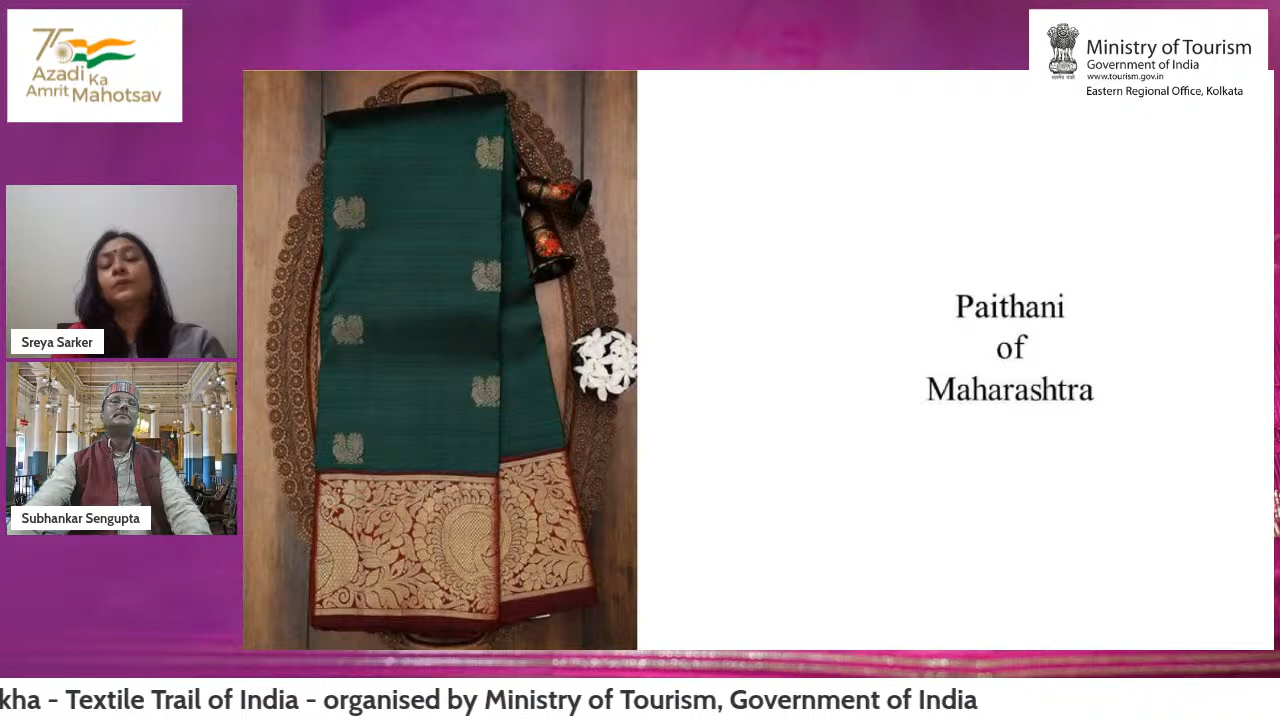 75
Azadi Ka
Amrit Mahotsav
Ministry of Tourism
Government of India
www.tourism.gov.in
Eastern Regional Office, Kolkata
Sreya Sarker
Subhankar Sengupta
Paithani
of
Maharashtra
kha - Textile Trail of India - organised by Ministry of Tourism, Government of India